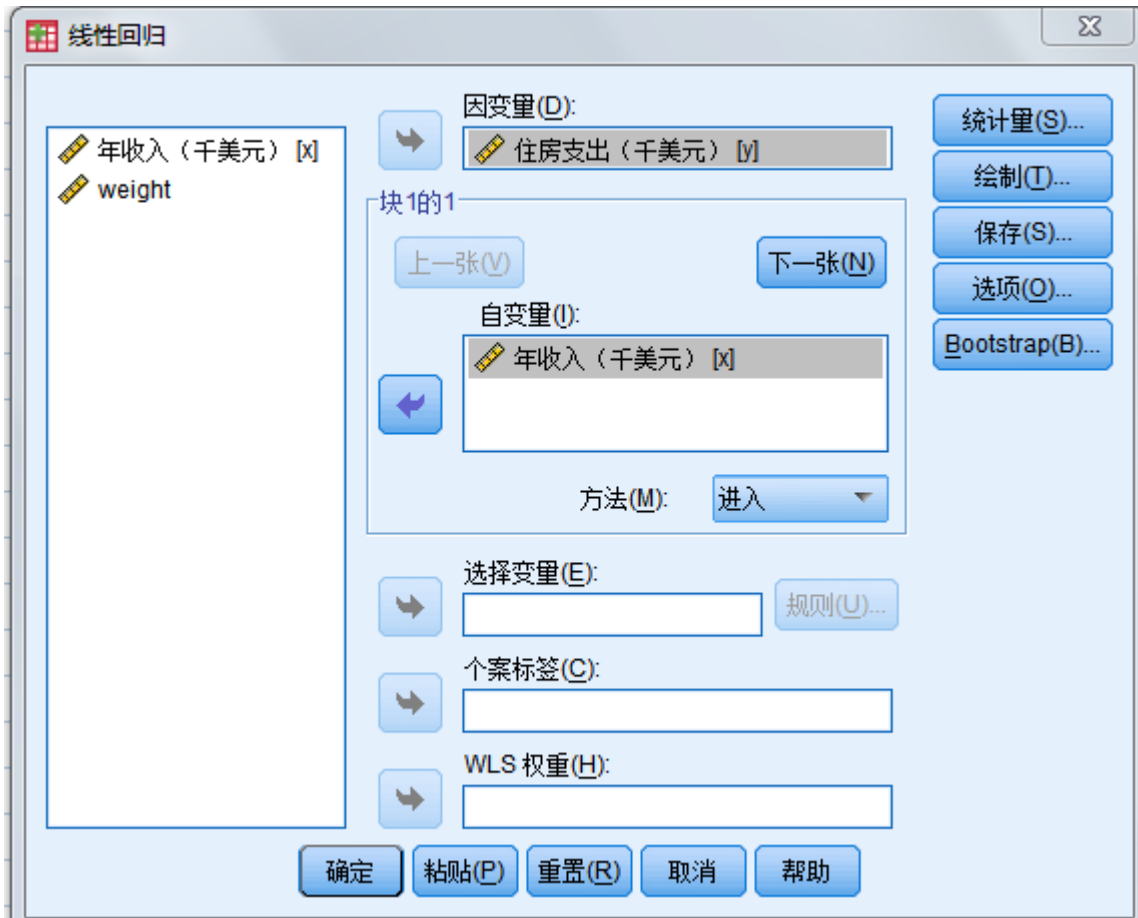 线性回归
年收入（千美元） [x]
weight
因变量(D):
住房支出（千美元） [y]
块1的1
上一张(V)
下一张(N)
自变量(I):
年收入（千美元） [x]
方法(M):
进入
选择变量(E):
规则(U)...
个案标签(C):
WLS 权重(H):
统计量(S)...
绘制(T)...
保存(S)...
选项(O)...
Bootstrap(B)...
确定
粘贴(P)
重置(R)
取消
帮助